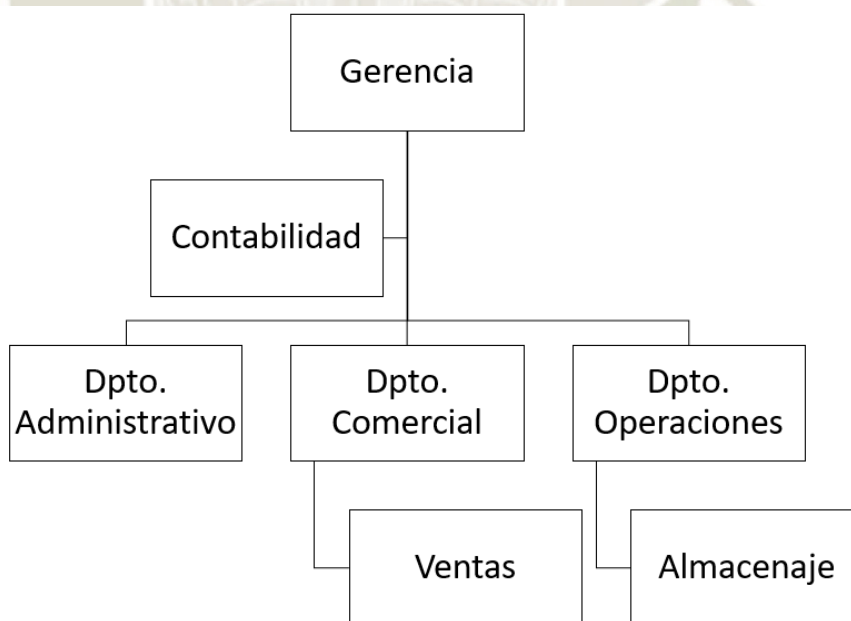 Gerencia
Contabilidad
Dpto.
Administrativo
Dpto.
Comercial
Dpto.
Operaciones
Ventas
Almacenaje